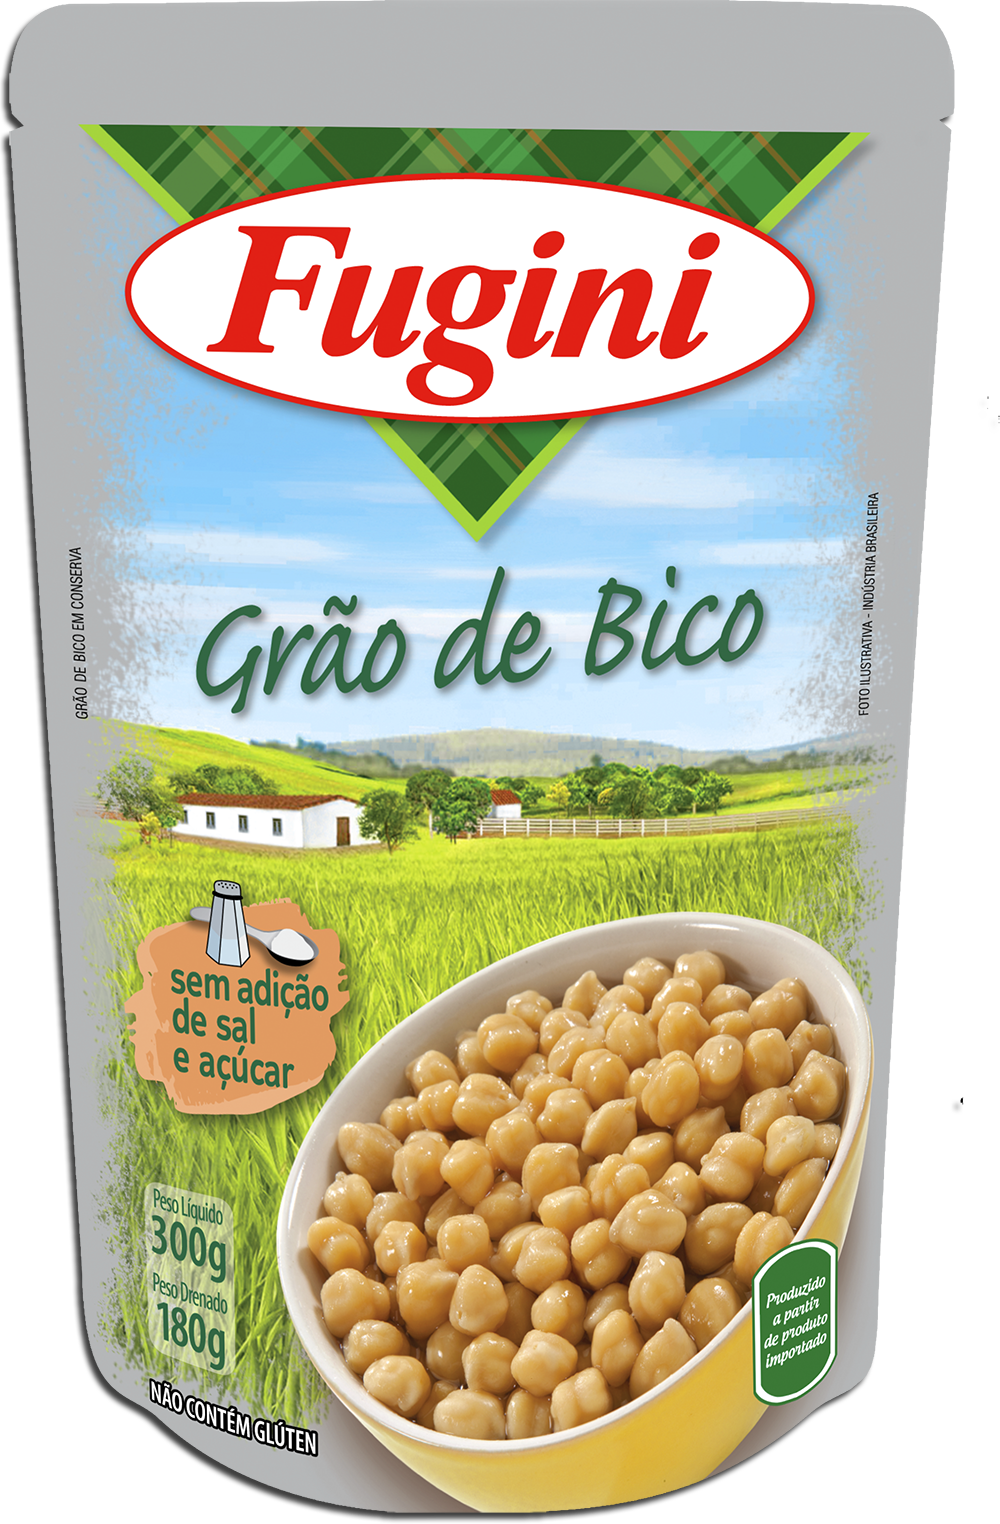 Fugini
Grão de Bico
GRÃO DE BICO EM CONSERVA
FOTO ILUSTRATIVA - INDÚSTRIA BRASILEIRA
sem adição
de sal
e açúcar
Peso Líquido
300g
Peso Drenado
180g
NÃO CONTÉM GLÚTEN
Produzido
a partir
de produto
importado